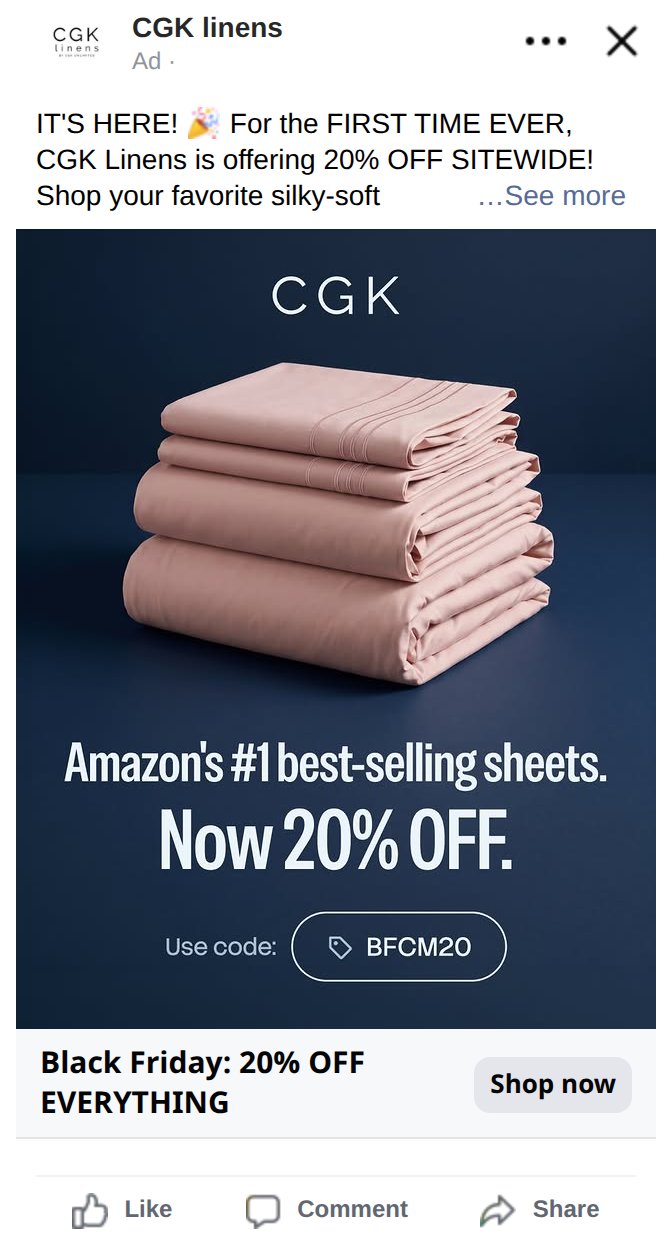 CGK
linens
CGK linens
Ad ·
IT'S HERE! 🎉 For the FIRST TIME EVER,
CGK Linens is offering 20% OFF SITEWIDE!
Shop your favorite silky-soft ...See more
CGK
Amazon's #1 best-selling sheets.
Now 20% OFF.
Use code: BFCM20
Black Friday: 20% OFF
EVERYTHING
Shop now
Like Comment Share